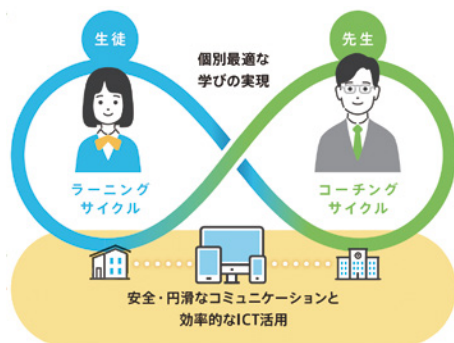 生徒
先生
個別最適な
学びの実現
ラーニング
サイクル
コーチング
サイクル
安全・円滑なコミュニケーションと
効率的なICT活用